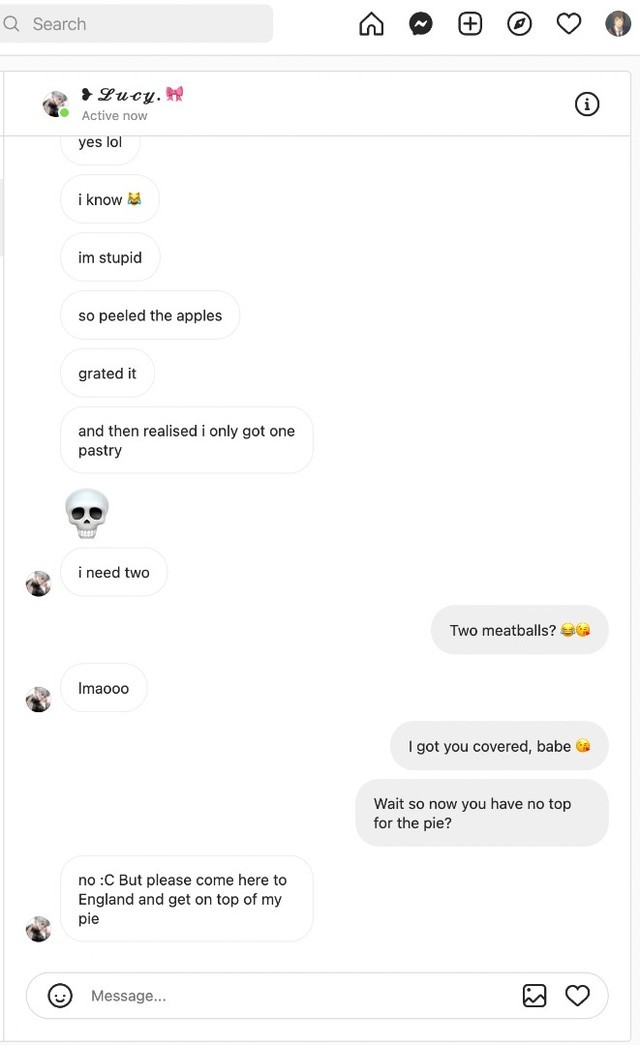 Search
❥ 𝓛𝓾𝓬𝔂. 🎀
Active now
yes lol
i know 😹
im stupid
so peeled the apples
grated it
and then realised i only got one
pastry
💀
i need two
Two meatballs? 😂😘
lmaooo
I got you covered, babe 😘
Wait so now you have no top
for the pie?
no :C But please come here to
England and get on top of my
pie
Message...